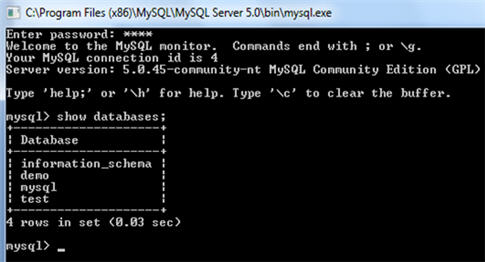 C:\Program Files (x86)\MySQL\MySQL Server 5.0\bin\mysql.exe
Enter password: ****
Welcome to the MySQL monitor.  Commands end with ; or \g.
Your MySQL connection id is 4
Server version: 5.0.45-community-nt MySQL Community Edition (GPL)
Type 'help;' or '\h' for help. Type '\c' to clear the buffer.
mysql> show databases;
+--------------------+
| Database           |
+--------------------+
| information_schema |
| demo               |
| mysql              |
| test               |
+--------------------+
4 rows in set (0.03 sec)
mysql> _